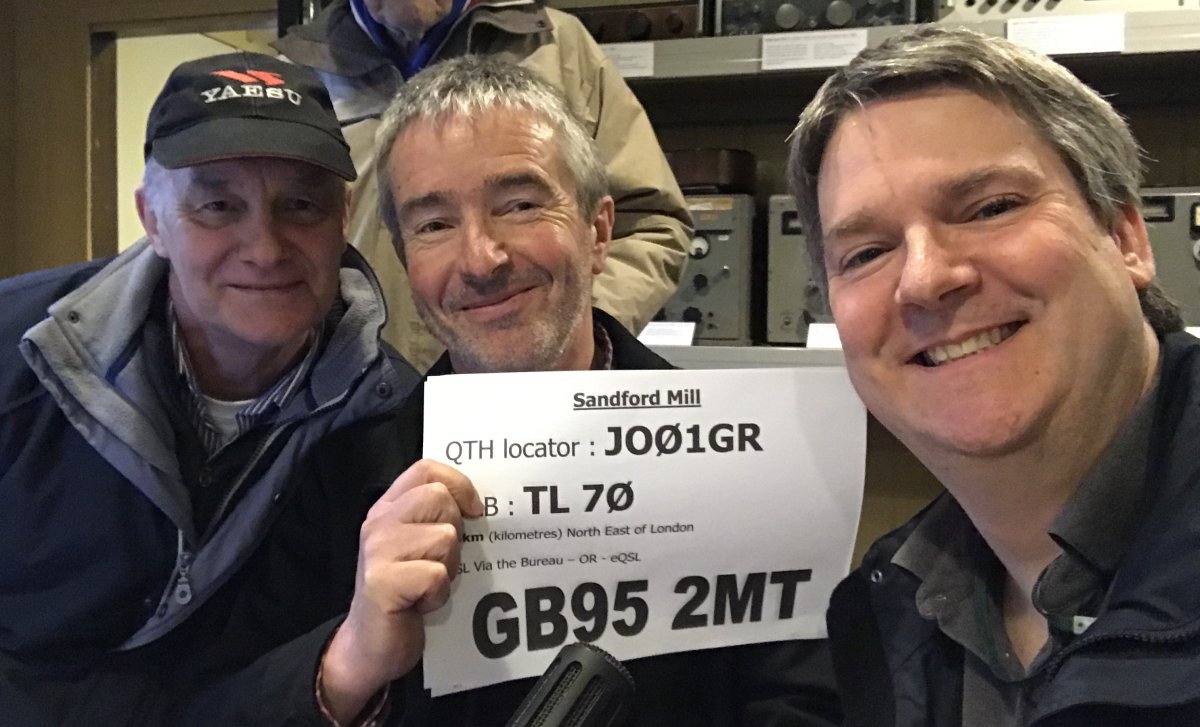 YAESU
Sandford Mill
QTH locator : JOØ1GR
B : TL 7Ø
km (kilometres) North East of London
Via the Bureau – OR - eQSL
GB95 2MT